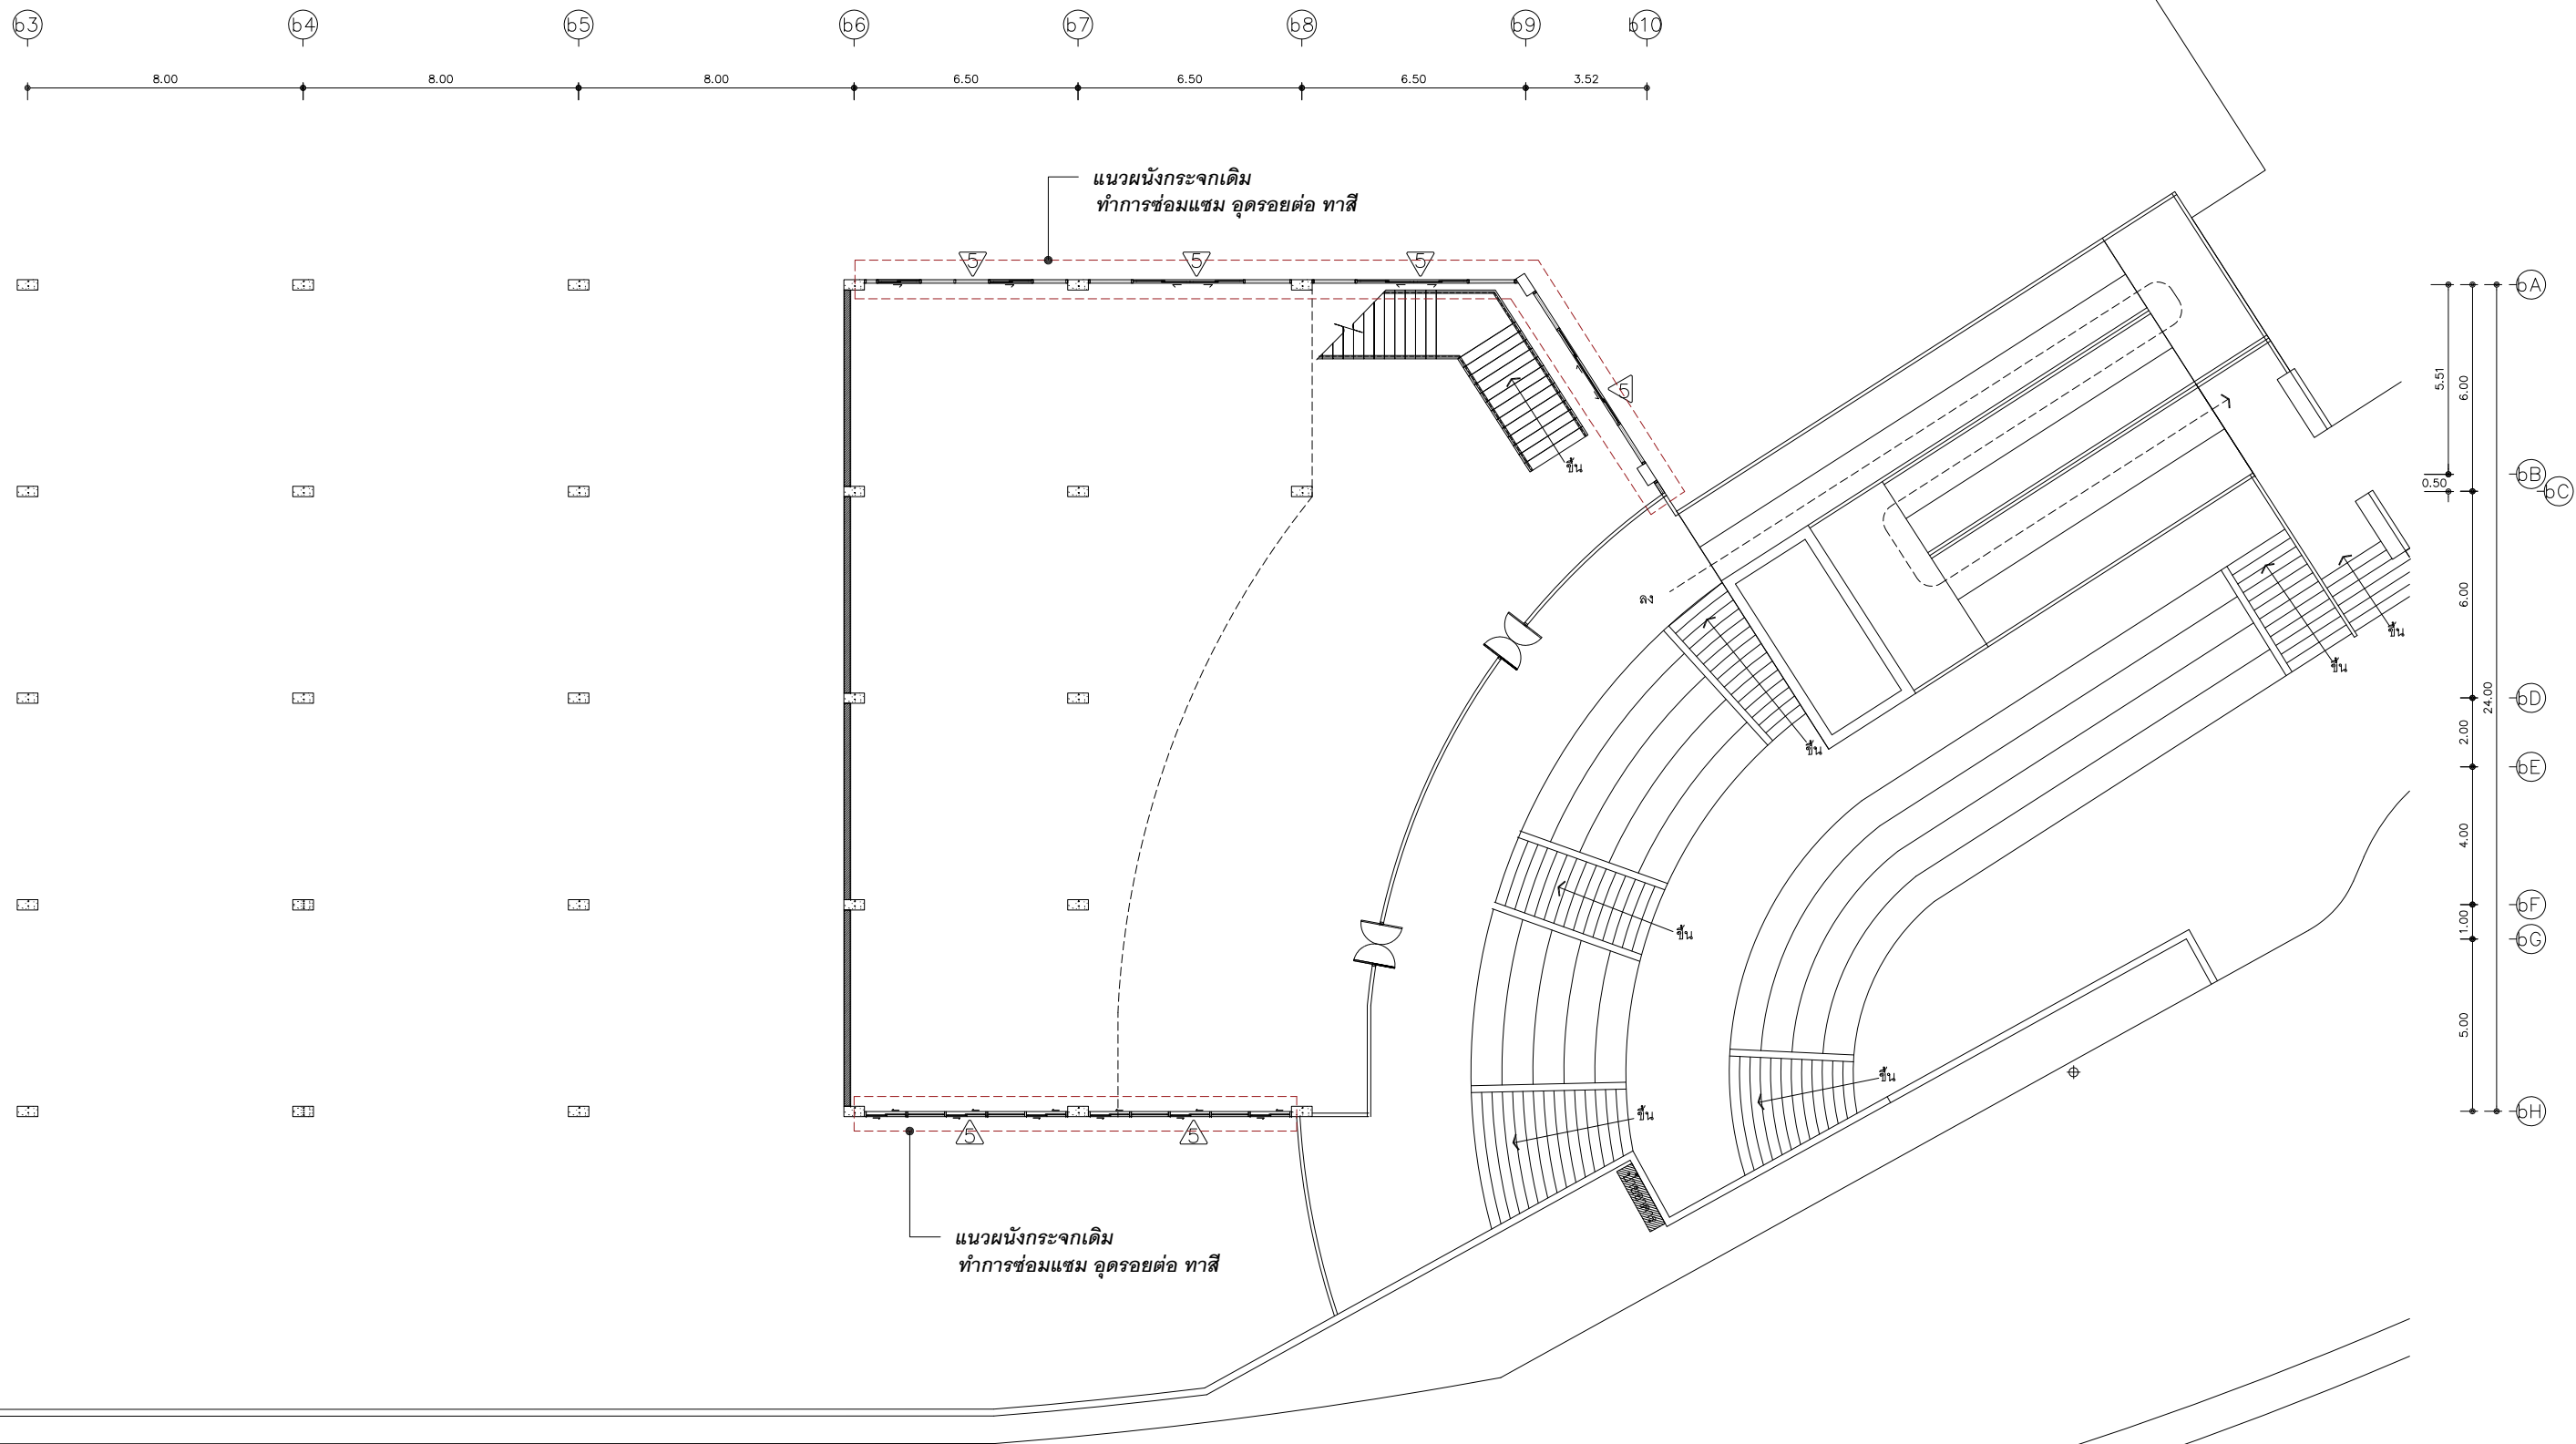 b3 b4 b5 b6 b7 b8 b9 b10
8.00 8.00 8.00 6.50 6.50 6.50 3.52
แนวผนังกระจกเดิม
ทำการซ่อมแซม อุดรอยต่อ ทาสี
5 5 5
5
bA
5.51 6.00
ขึ้น
bB
0.50 bC
ลง 6.00
ขึ้น
ขึ้น
bD
24.00
2.00
ขึ้น
bE
4.00
bF
1.00
ขึ้น
bG
5.00
ขึ้น
ขึ้น
bH
5 5
แนวผนังกระจกเดิม
ทำการซ่อมแซม อุดรอยต่อ ทาสี